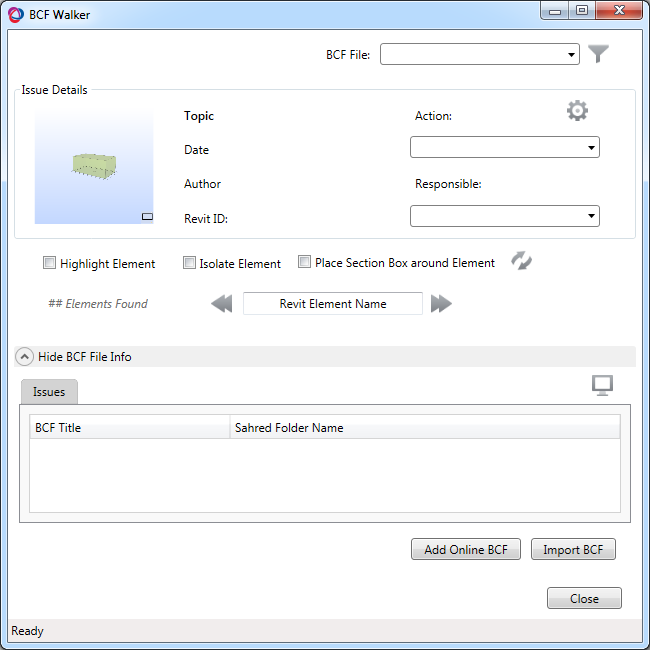 BCF Walker
BCF File:
Issue Details
Topic
Action:
Date
Author
Responsible:
Revit ID:
Highlight Element
Isolate Element
Place Section Box around Element
## Elements Found
Revit Element Name
Hide BCF File Info
Issues
BCF Title
Sahred Folder Name
Add Online BCF
Import BCF
Close
Ready